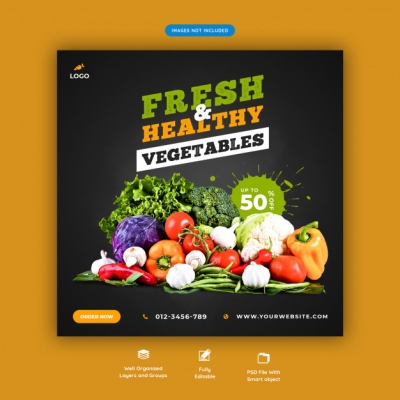 IMAGES NOT INCLUDED
LOGO
FRESH
&
HEALTHY
VEGETABLES
UP TO
50% OFF
ORDER NOW
012-3456-789
WWW.YOURWEBSITE.COM
Well Organised
Layers and Groups
Fully
Editable
PSD File With
Smart object